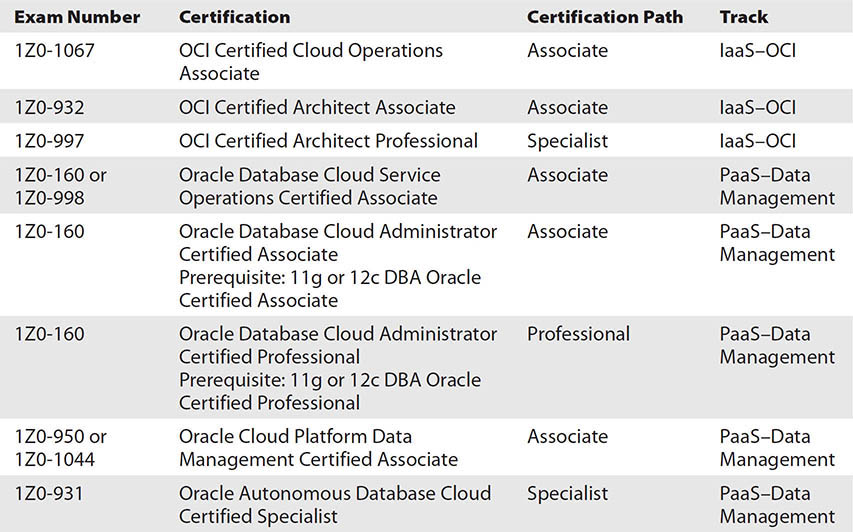 Exam Number Certification Certification Path Track
1Z0-1067 OCI Certified Cloud Operations Associate IaaS–OCI
Associate
1Z0-932 OCI Certified Architect Associate Associate IaaS–OCI
1Z0-997 OCI Certified Architect Professional Specialist IaaS–OCI
1Z0-160 or Oracle Database Cloud Service Associate PaaS–Data
1Z0-998 Operations Certified Associate Management
1Z0-160 Oracle Database Cloud Administrator Associate PaaS–Data
Certified Associate Management
Prerequisite: 11g or 12c DBA Oracle
Certified Associate
1Z0-160 Oracle Database Cloud Administrator Professional PaaS–Data
Certified Professional Management
Prerequisite: 11g or 12c DBA Oracle
Certified Professional
1Z0-950 or Oracle Cloud Platform Data Associate PaaS–Data
1Z0-1044 Management Certified Associate Management
1Z0-931 Oracle Autonomous Database Cloud Specialist PaaS–Data
Certified Specialist Management